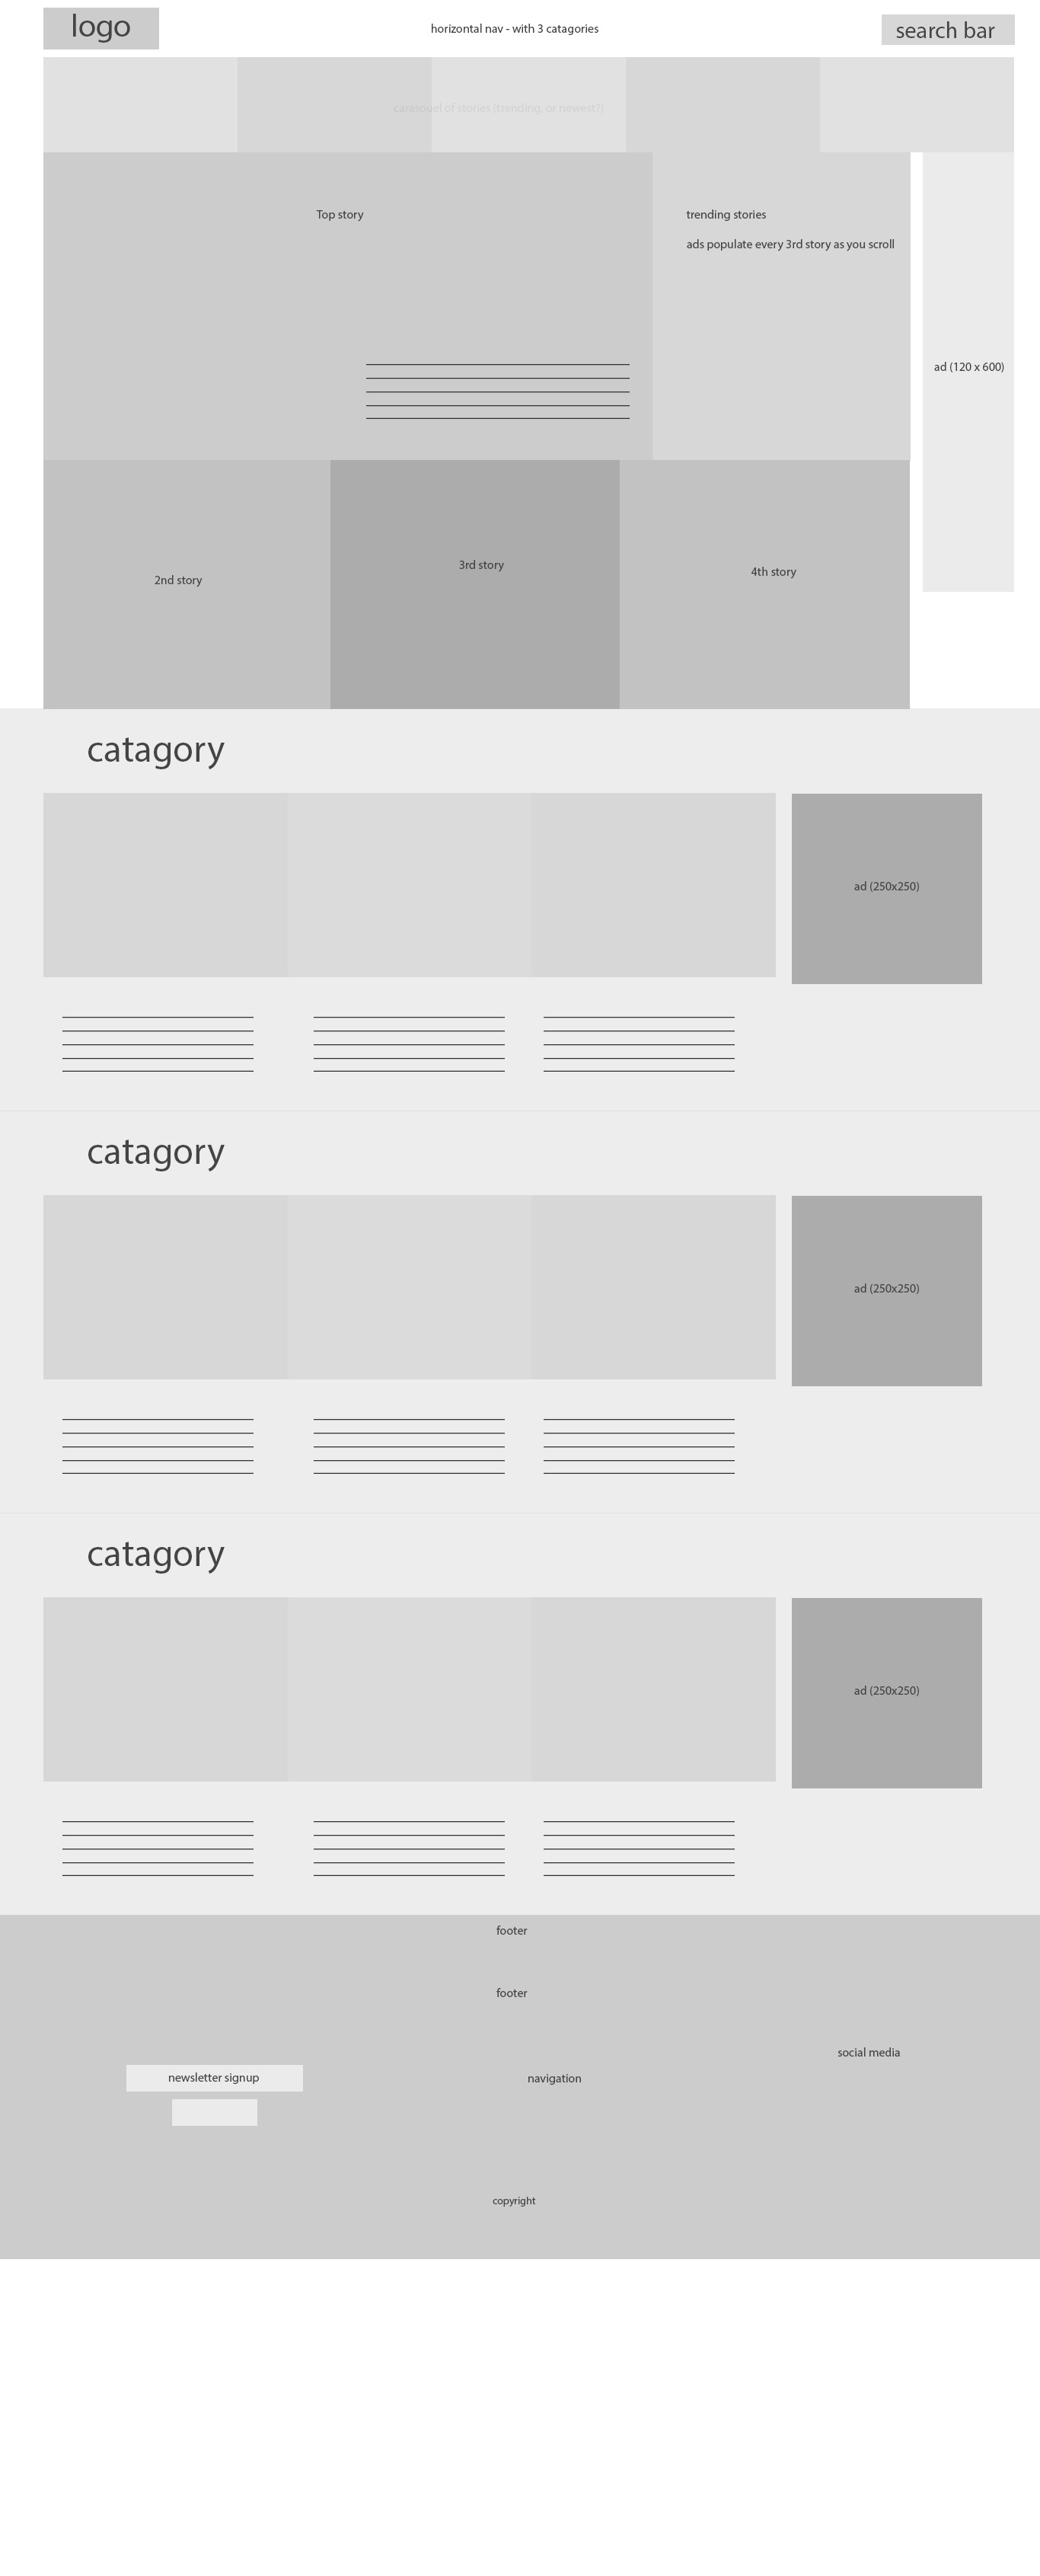 logo
horizontal nav - with 3 catagories
search bar
carasouel of stories (trending, or newest?)
Top story
trending stories
ads populate every 3rd story as you scroll
ad (120 x 600)
2nd story
3rd story
4th story
catagory
ad (250x250)
catagory
ad (250x250)
catagory
ad (250x250)
footer
footer
social media
newsletter signup
navigation
copyright